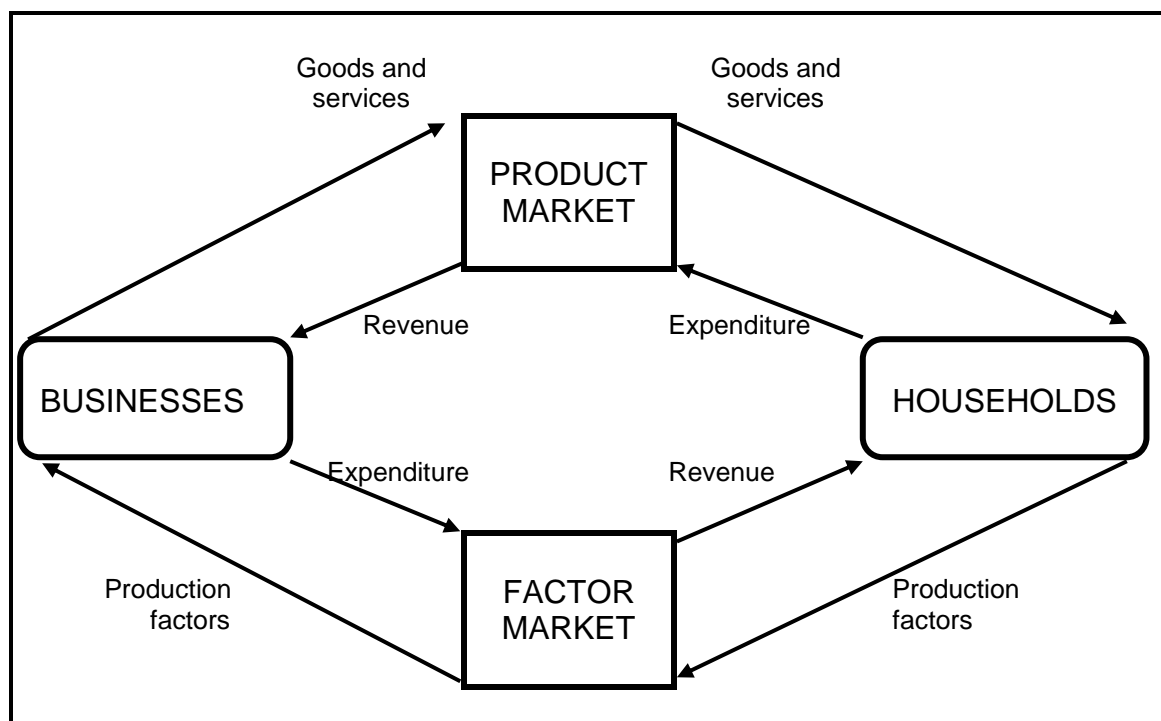 Goods and
services
Goods and
services
PRODUCT
MARKET
Revenue
Expenditure
BUSINESSES
HOUSEHOLDS
Expenditure
Revenue
Production
factors
FACTOR
MARKET
Production
factors